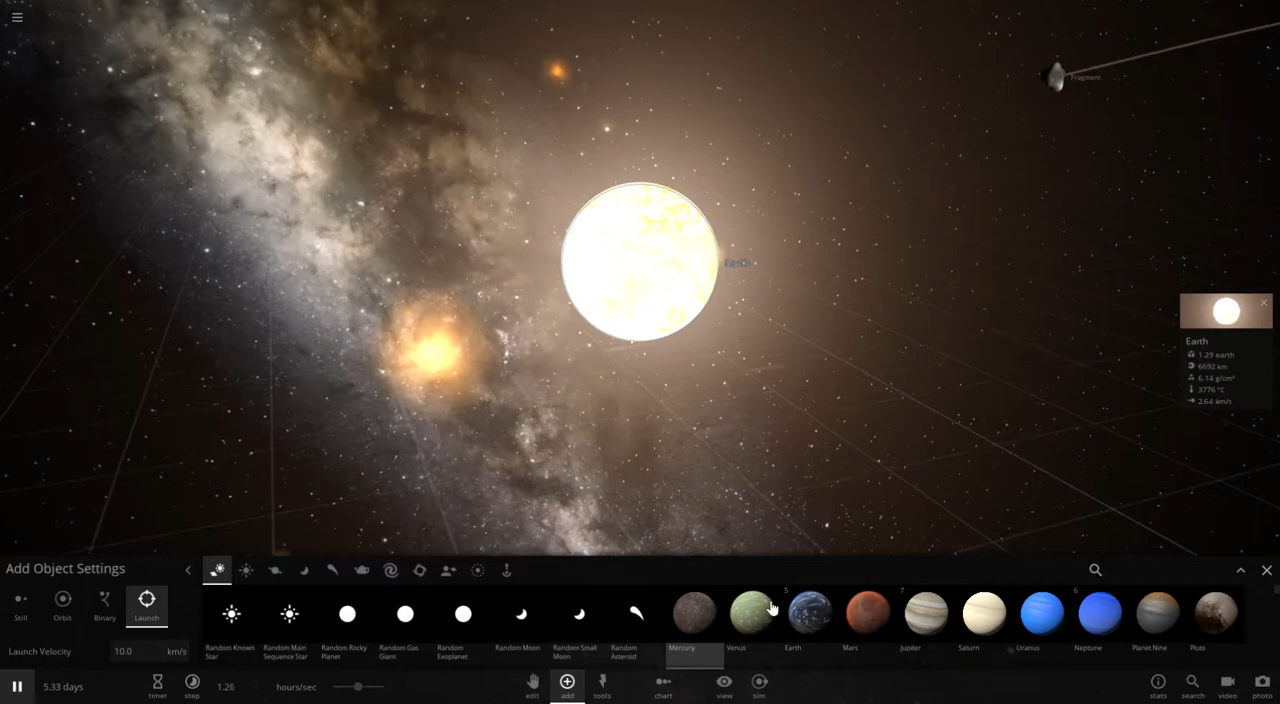 Fragment
Earth
Earth
1.29 earth
6692 km
6.14 g/cm³
3776 °C
2.64 km/s
Add Object Settings
Still
Orbit
Binary
Launch
Launch Velocity
10.0
km/s
5
7
6
Random Known
Star
Random Main
Sequence Star
Random Rocky
Planet
Random Gas
Giant
Random
Exoplanet
Random Moon
Random Small
Moon
Random
Asteroid
Mercury
Venus
Earth
Mars
Jupiter
Saturn
Uranus
Neptune
Planet Nine
Pluto
5.33 days
timer
step
1.26
hours/sec
edit
add
tools
chart
view
sim
stats
search
video
photo